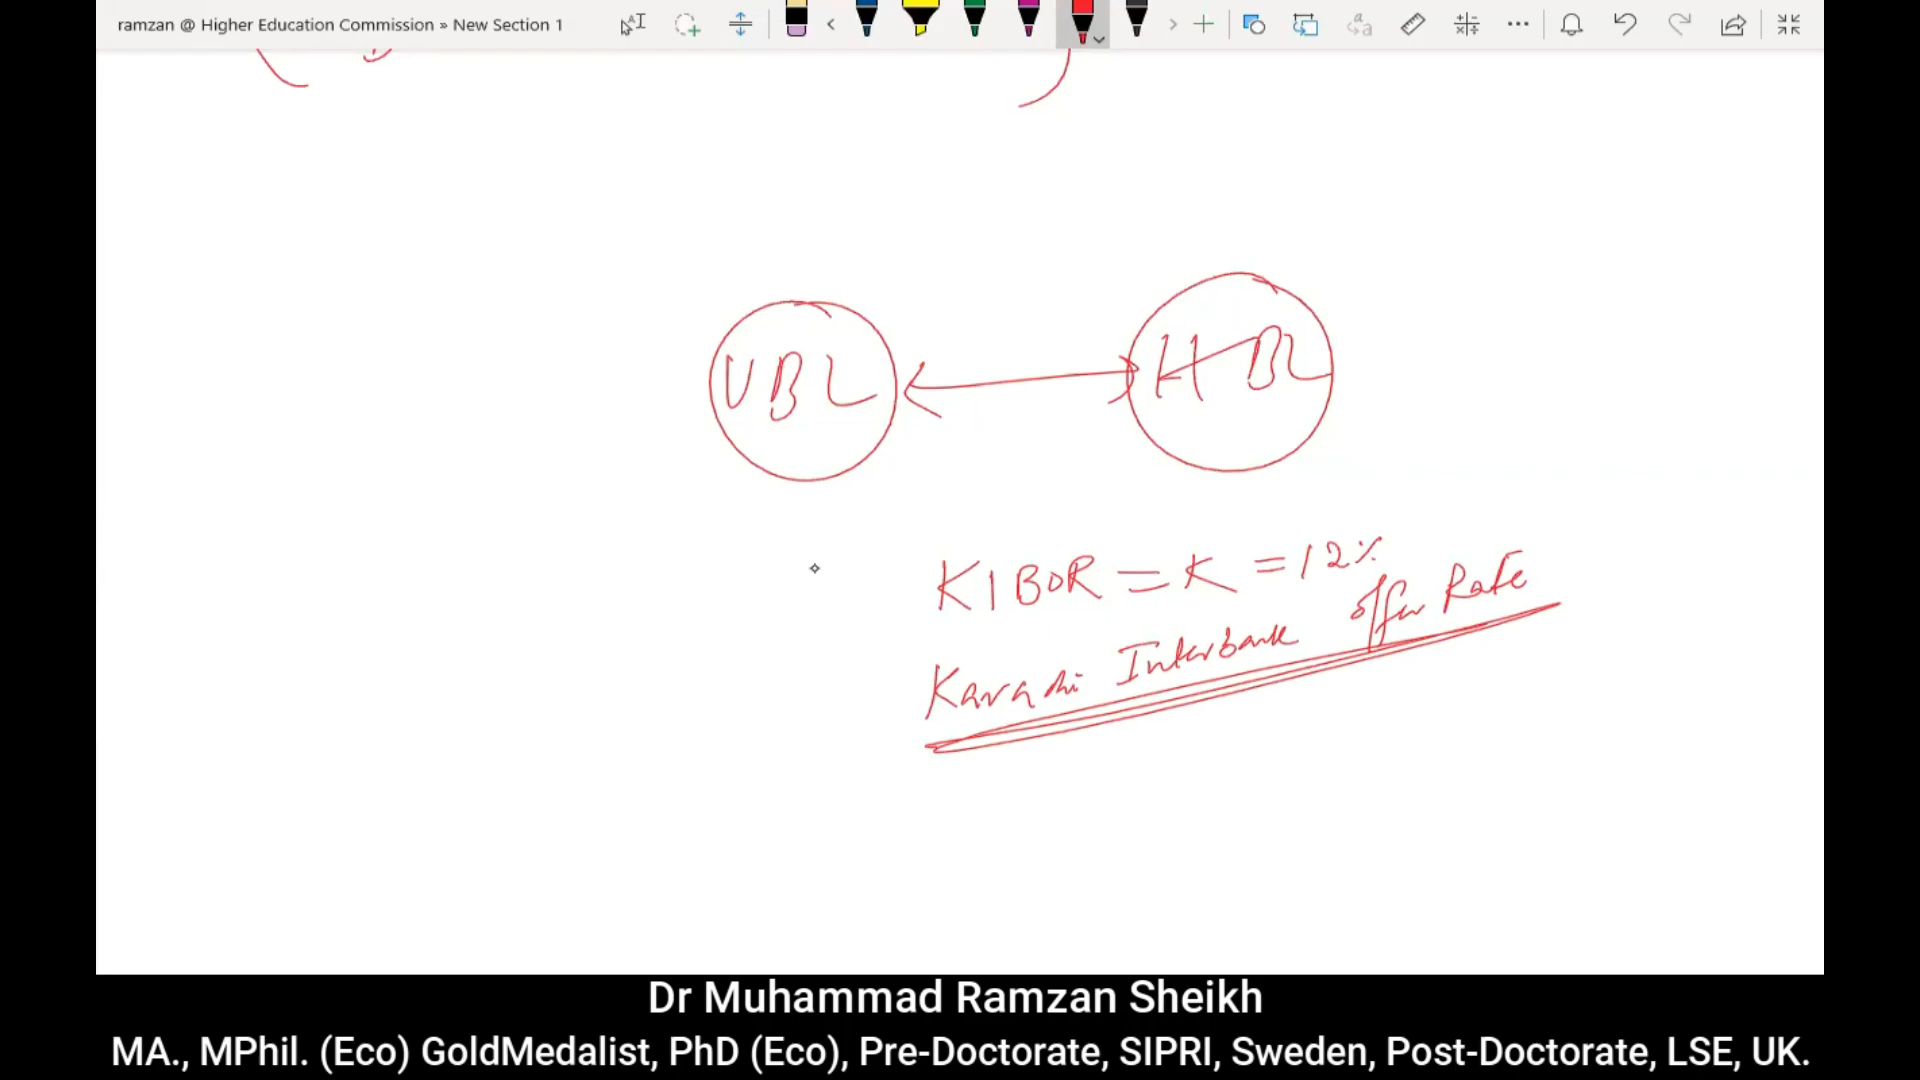 ramzan @ Higher Education Commission » New Section 1
UBL
HBL
KIBOR = K = 12%
Karachi Interbank offer Rate
Dr Muhammad Ramzan Sheikh
MA., MPhil. (Eco) GoldMedalist, PhD (Eco), Pre-Doctorate, SIPRI, Sweden, Post-Doctorate, LSE, UK.